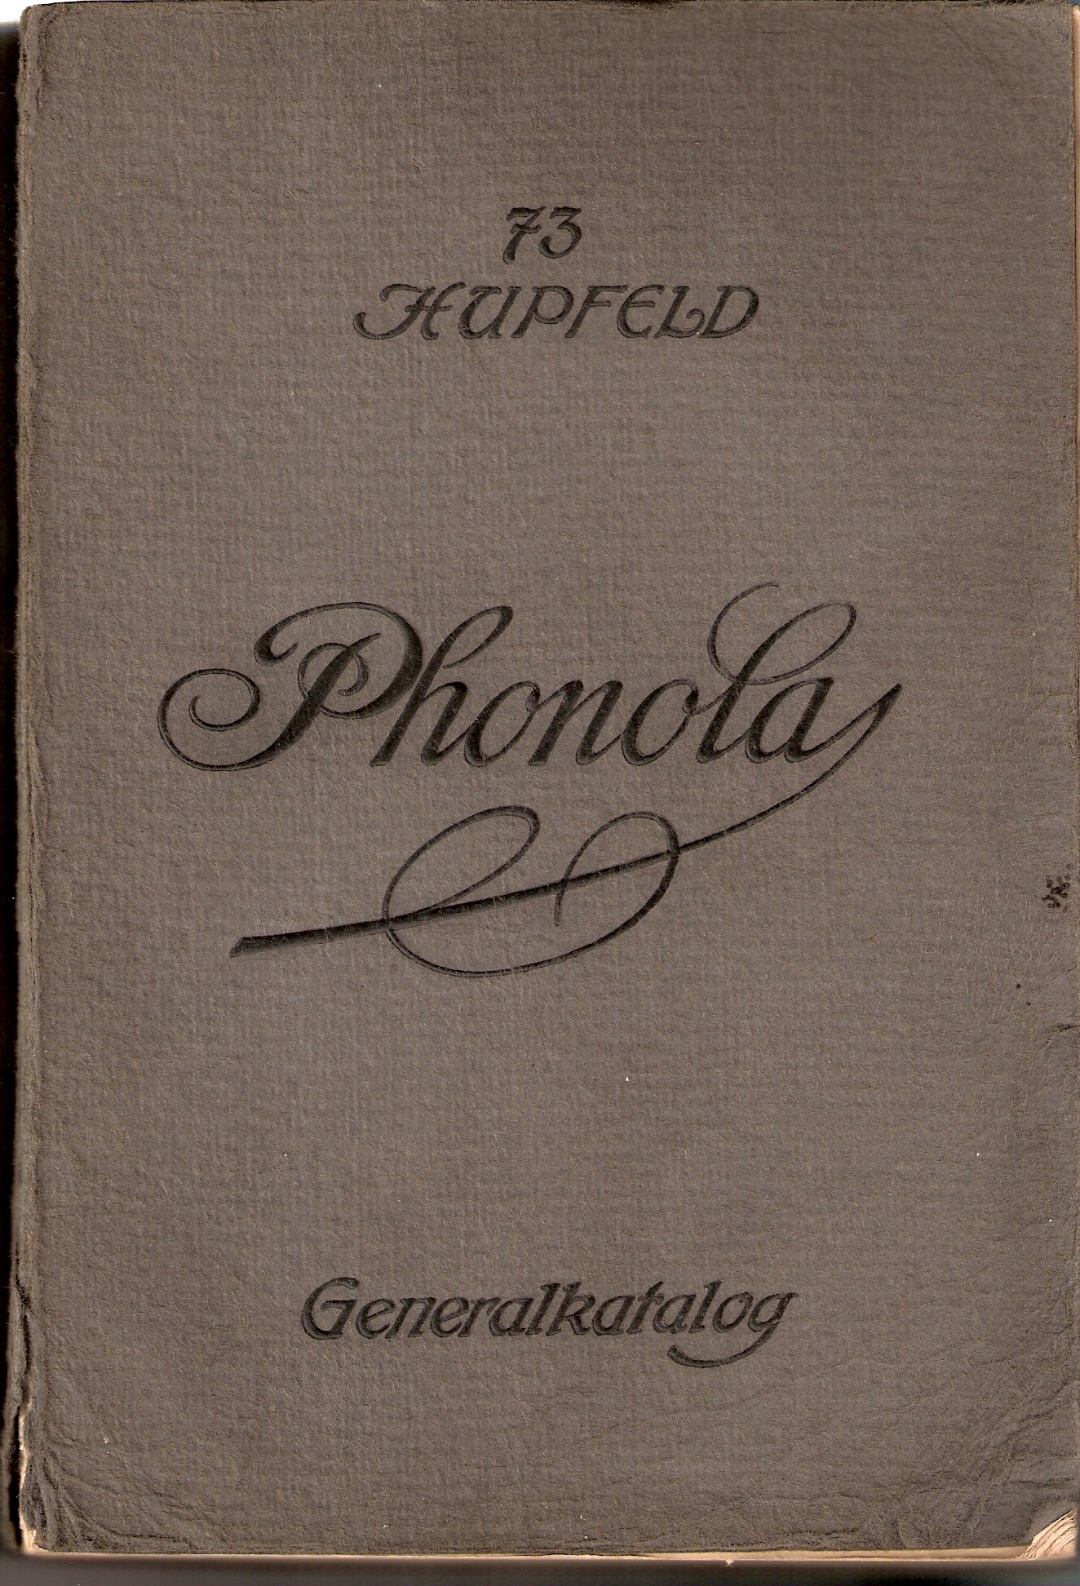 73
HUPFELD
Phonola
Generalkatalog